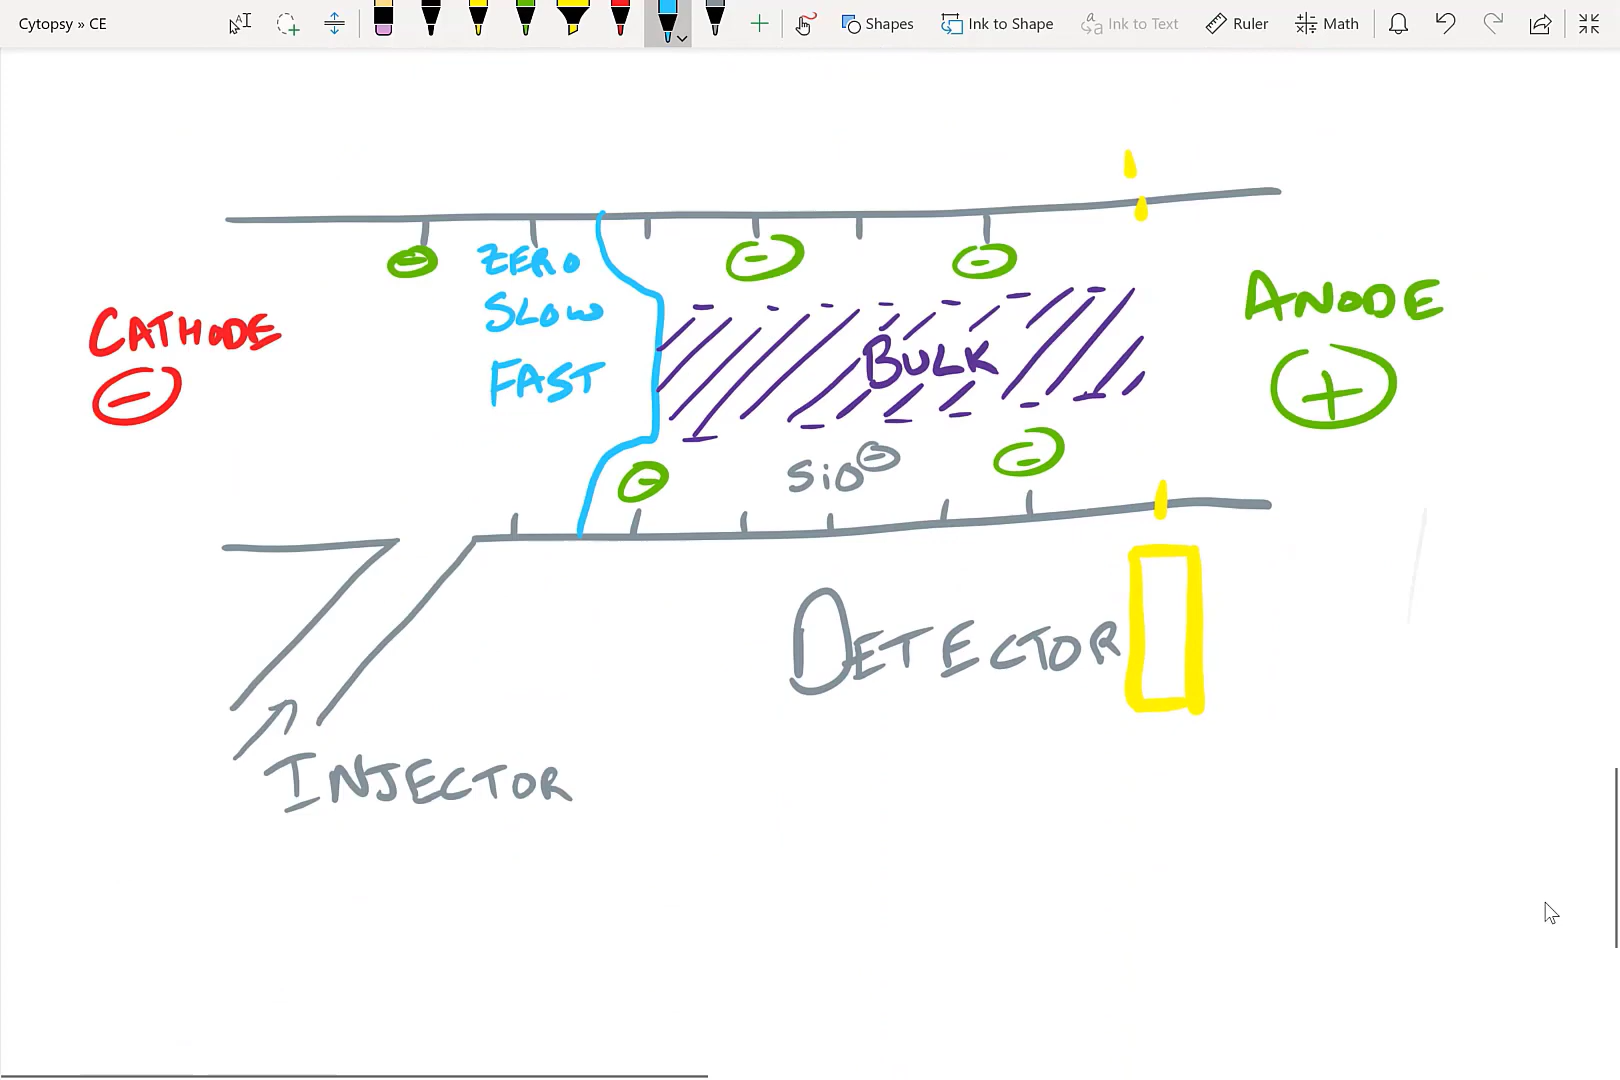 Cytopsy » CE
Shapes
Ink to Shape
Ink to Text
Ruler
Math
CATHODE
−
ZERO
SLOW
FAST
BULK
SiO⊖
ANODE
+
DETECTOR
INJECTOR